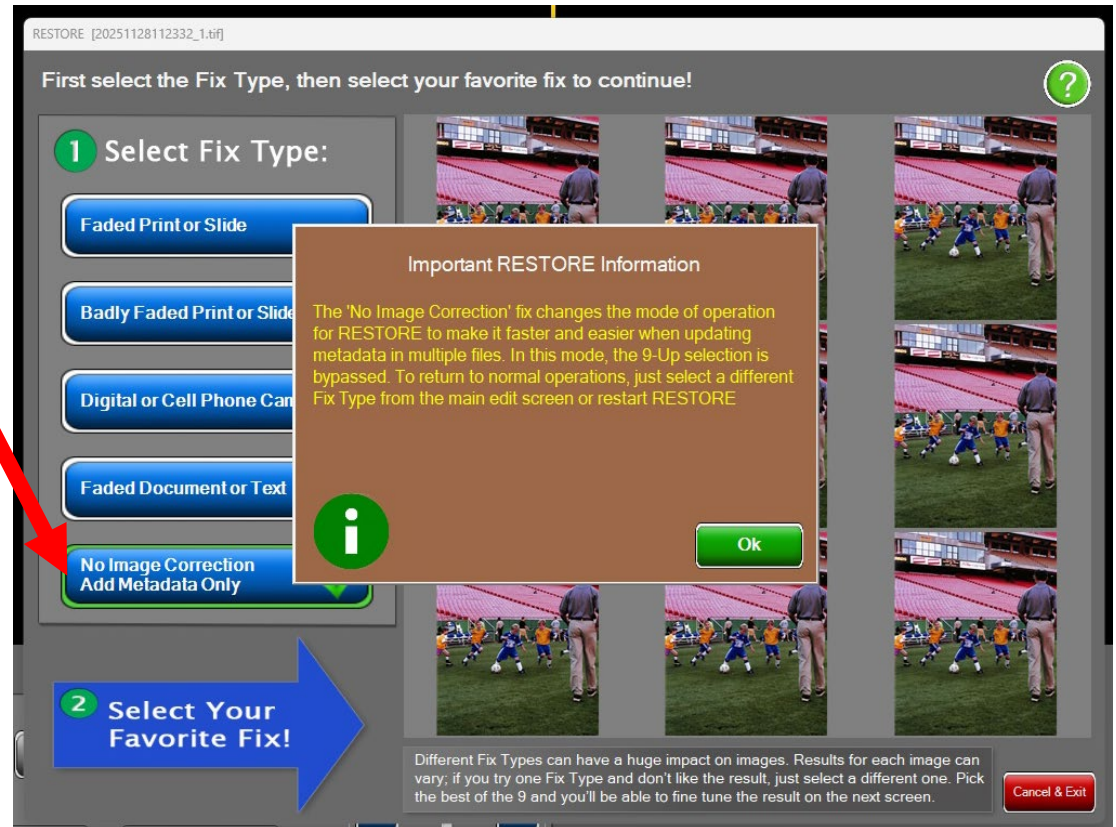 RESTORE [20251128112332_1.tif]
First select the Fix Type, then select your favorite fix to continue!
?
1 Select Fix Type:
Faded Print or Slide
Badly Faded Print or Slide
Digital or Cell Phone Cam
Faded Document or Text
No Image Correction
Add Metadata Only
Important RESTORE Information
The 'No Image Correction' fix changes the mode of operation
for RESTORE to make it faster and easier when updating
metadata in multiple files. In this mode, the 9-Up selection is
bypassed. To return to normal operations, just select a different
Fix Type from the main edit screen or restart RESTORE
i
Ok
2 Select Your
Favorite Fix!
Different Fix Types can have a huge impact on images. Results for each image can
vary; if you try one Fix Type and don't like the result, just select a different one. Pick
the best of the 9 and you'll be able to fine tune the result on the next screen.
Cancel & Exit